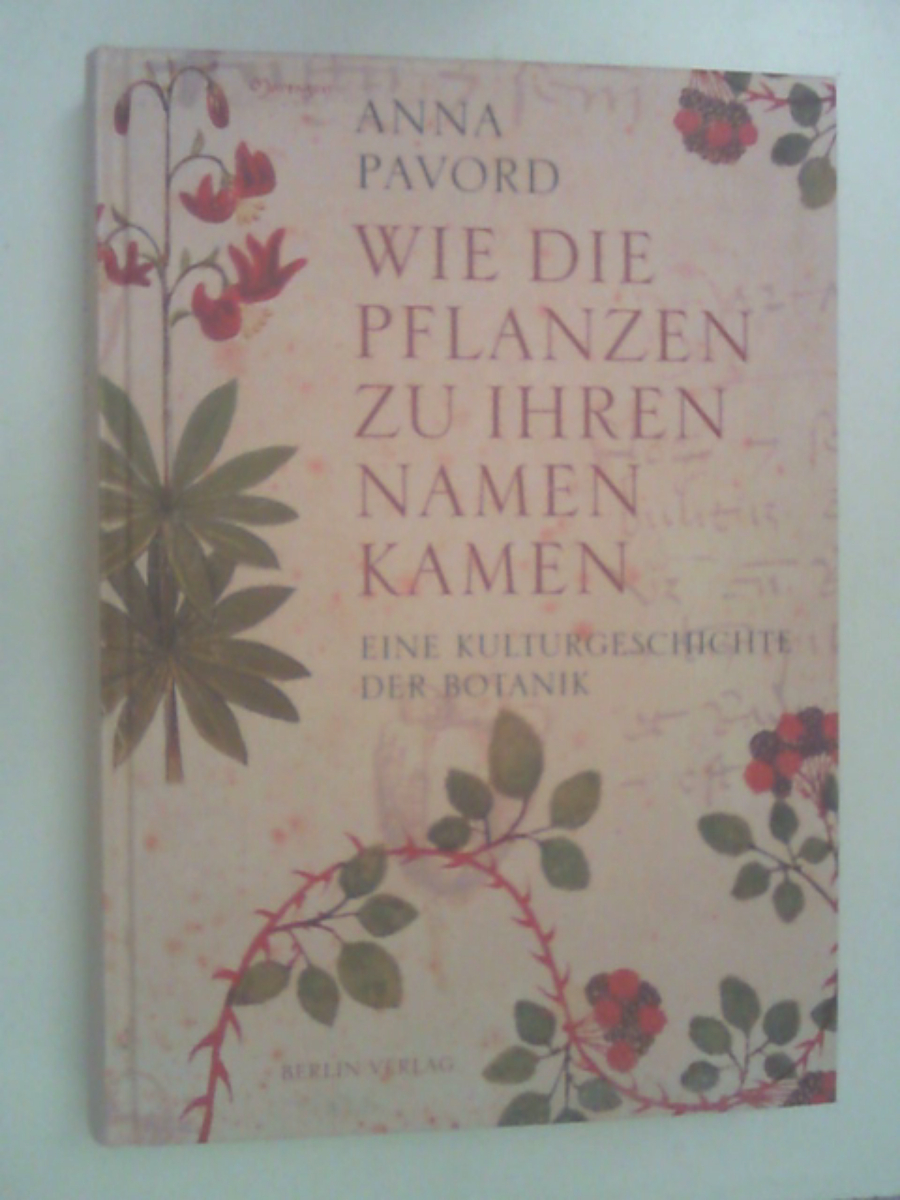 ANNA
PAVORD
WIE DIE
PFLANZEN
ZU IHREN
NAMEN
KAMEN
EINE KULTURGESCHICHTE
DER BOTANIK
BERLIN VERLAG